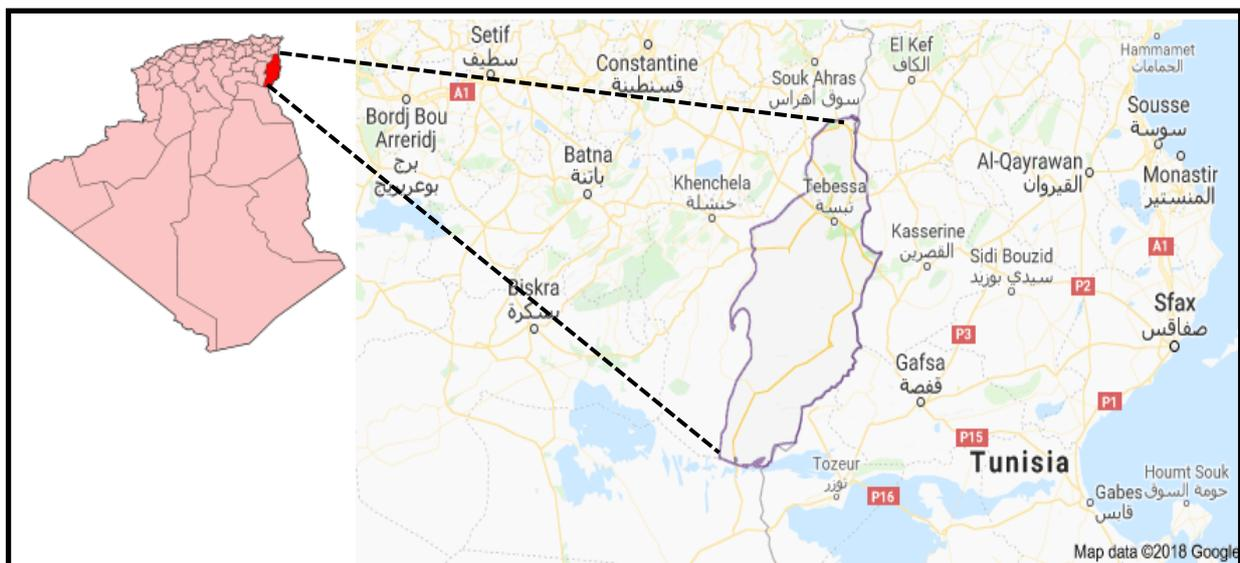 Setif
سطيف
Constantine
قسنطينة
El Kef
الكاف
Hammamet
الحمامات
Souk Ahras
سوق أهراس
A1
Bordj Bou
Arreridj
برج
بوعريريج
Sousse
سوسة
Batna
باتنة
Al-Qayrawan
القيروان
Monastir
المنستير
Khenchela
خنشلة
Tebessa
تبسة
Kasserine
القصرين
A1
Sidi Bouzid
سيدي بوزيد
P2
Biskra
بسكرة
Sfax
صفاقس
P3
Gafsa
قفصة
P1
P15
Tunisia
Tozeur
توزر
P16
Houmt Souk
حومة السوق
Gabes
قابس
Map data ©2018 Google